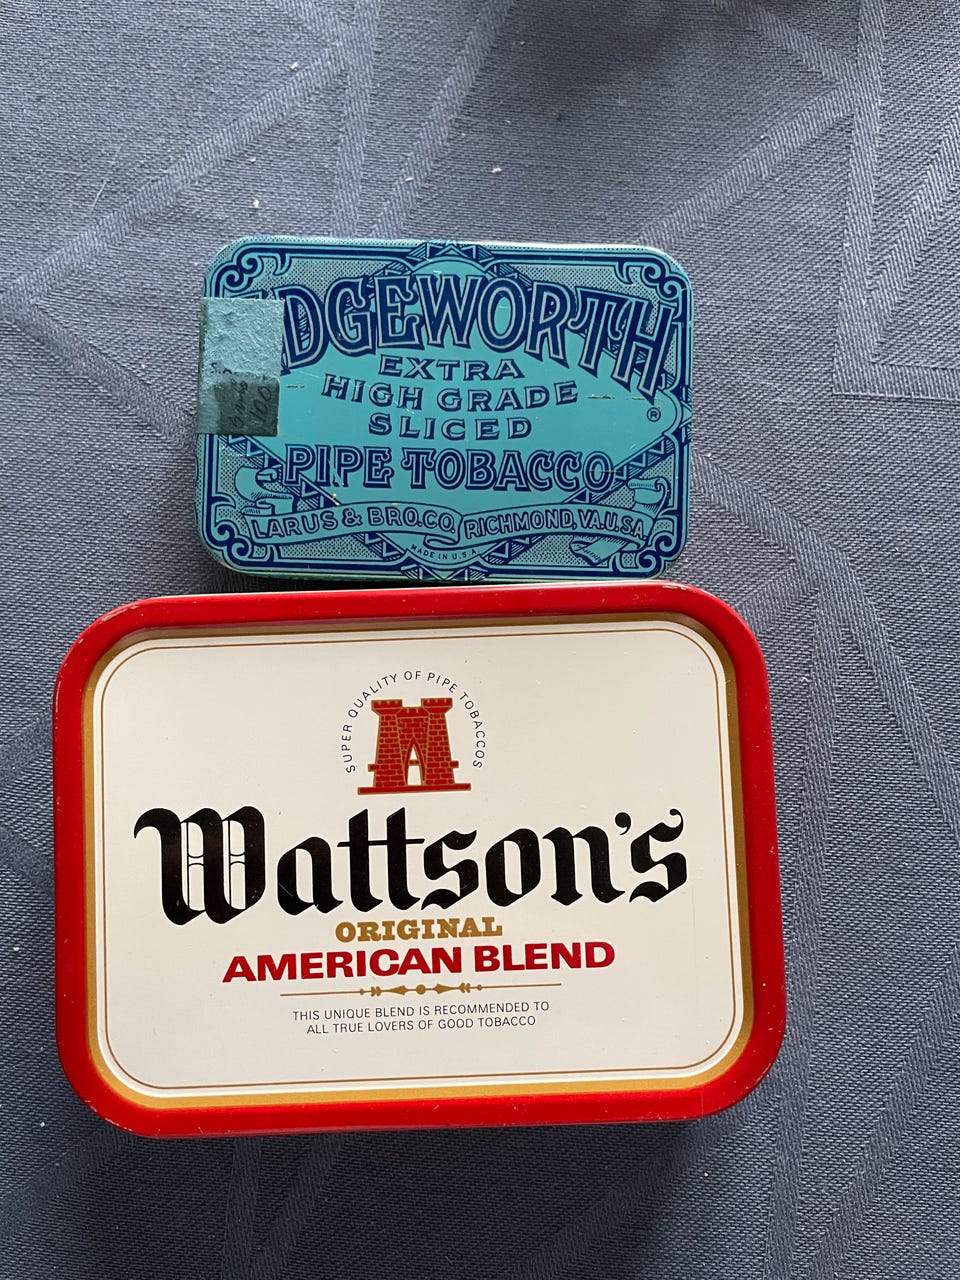 DGEWORTH
EXTRA
HIGH GRADE
SLICED
PIPE TOBACCO
®
LARUS & BRO.CO. RICHMOND, VA.U.S.A.
MADE IN U.S.A.
SUPER QUALITY OF PIPE TOBACCOS
Wattson's
ORIGINAL
AMERICAN BLEND
THIS UNIQUE BLEND IS RECOMMENDED TO
ALL TRUE LOVERS OF GOOD TOBACCO